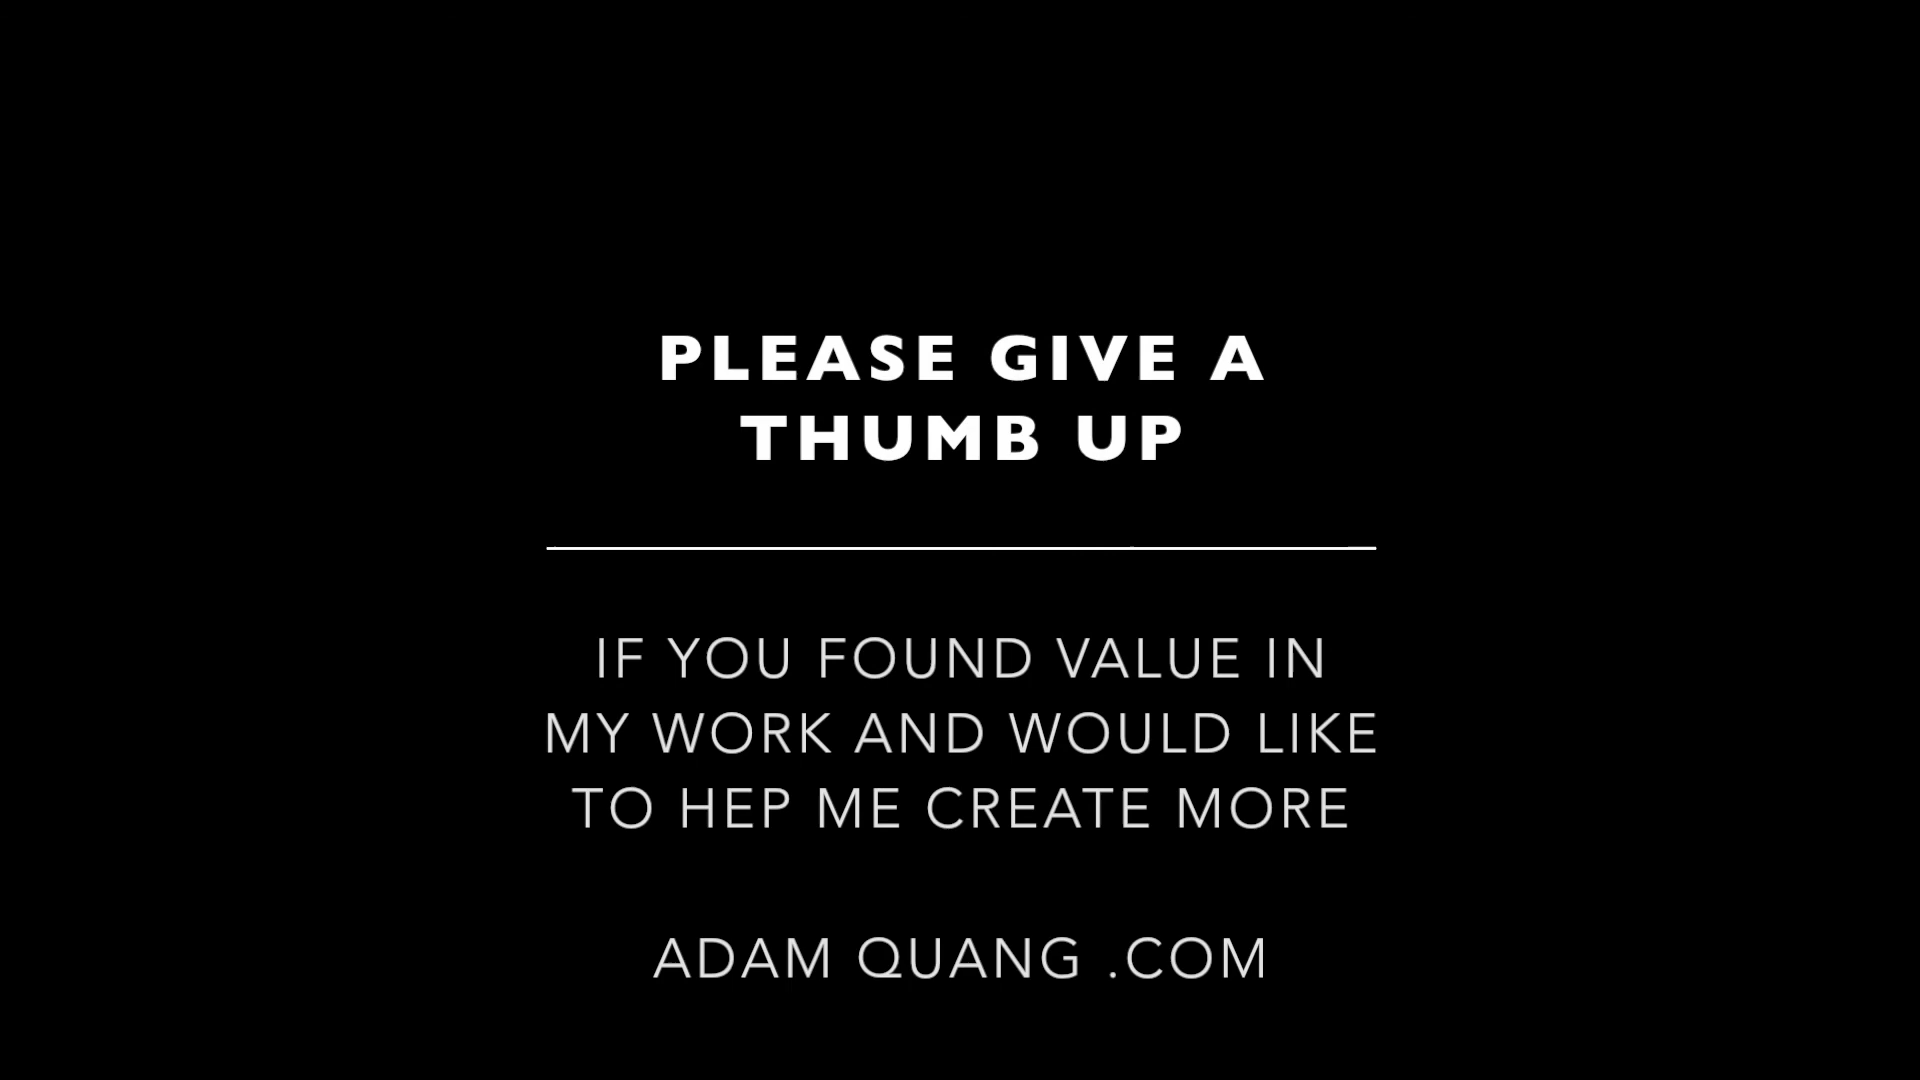 PLEASE GIVE A
THUMB UP
IF YOU FOUND VALUE IN
MY WORK AND WOULD LIKE
TO HEP ME CREATE MORE
ADAM QUANG .COM